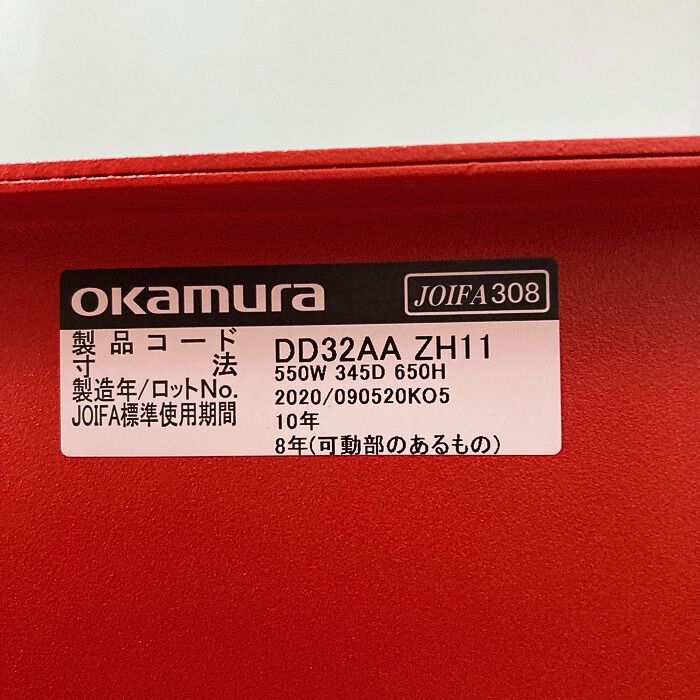 okamura JOIFA308
製品コード DD32AA ZH11
寸法 550W 345D 650H
製造年/ロットNo. 2020/090520KO5
JOIFA標準使用期間 10年
8年(可動部のあるもの)